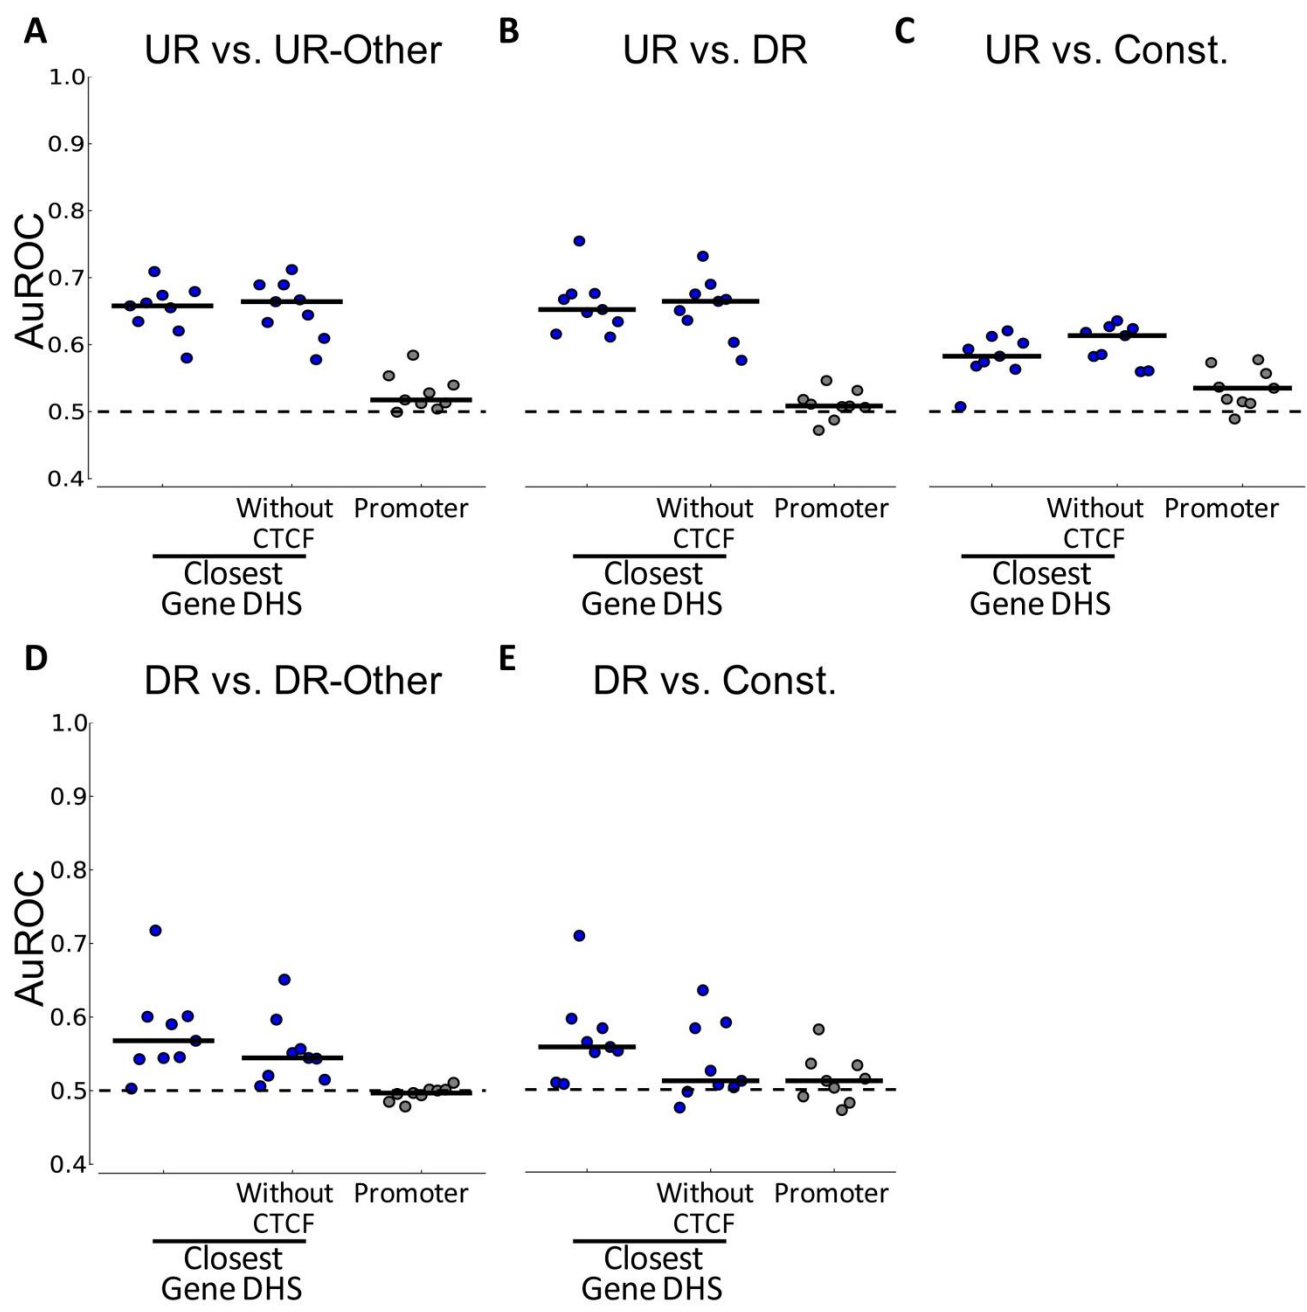 A
UR vs. UR-Other
B
UR vs. DR
C
UR vs. Const.
AuROC
1.0
0.9
0.8
0.7
0.6
0.5
0.4
Without
CTCF
Promoter
Closest
Gene DHS
Without
CTCF
Promoter
Closest
Gene DHS
Without
CTCF
Promoter
Closest
Gene DHS
D
DR vs. DR-Other
E
DR vs. Const.
AuROC
1.0
0.9
0.8
0.7
0.6
0.5
0.4
Without
CTCF
Promoter
Closest
Gene DHS
Without
CTCF
Promoter
Closest
Gene DHS